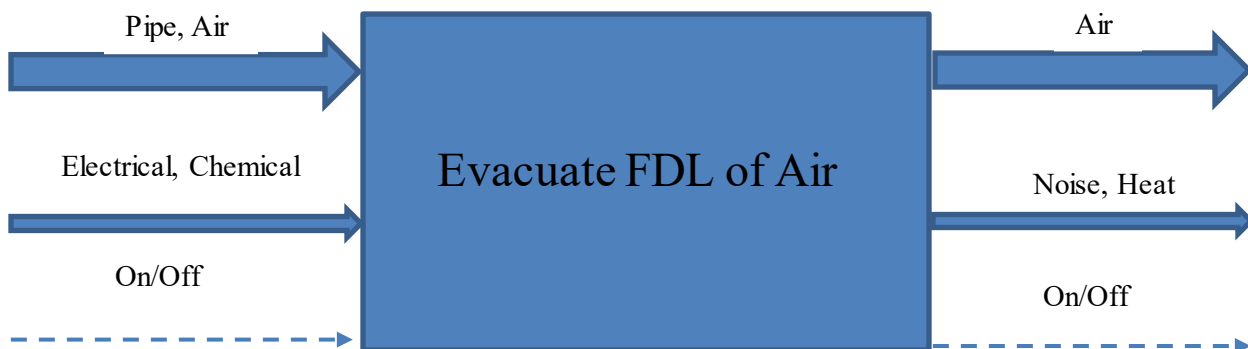 Pipe, Air
Air
Electrical, Chemical
Evacuate FDL of Air
Noise, Heat
On/Off
On/Off